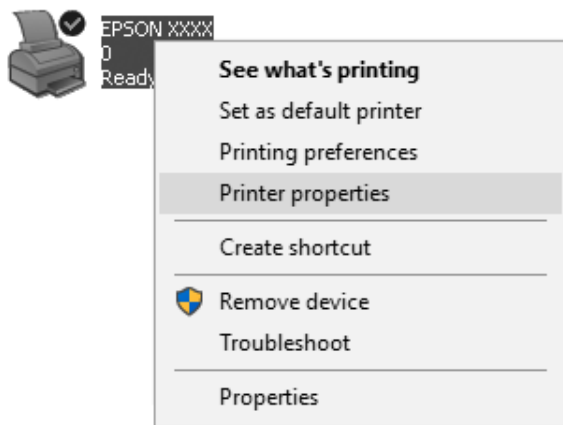 EPSON XXXX
0
Ready
See what's printing
Set as default printer
Printing preferences
Printer properties
Create shortcut
Remove device
Troubleshoot
Properties